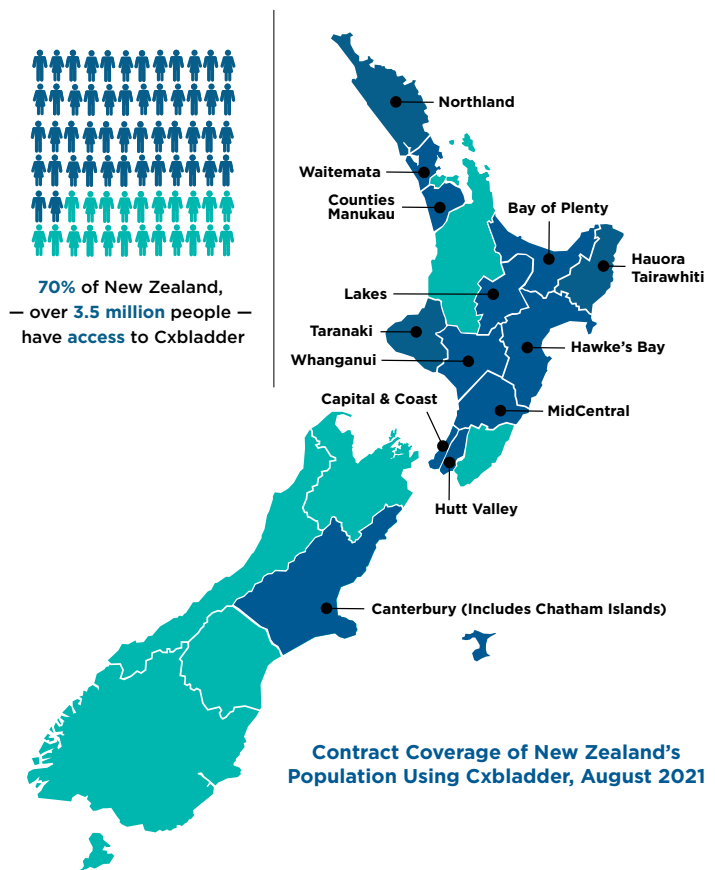 70% of New Zealand,
— over 3.5 million people —
have access to Cxbladder
Northland
Waitemata
Counties
Manukau
Bay of Plenty
Hauora
Tairawhiti
Lakes
Taranaki
Whanganui
Hawke's Bay
Capital & Coast
MidCentral
Hutt Valley
Canterbury (Includes Chatham Islands)
Contract Coverage of New Zealand's
Population Using Cxbladder, August 2021